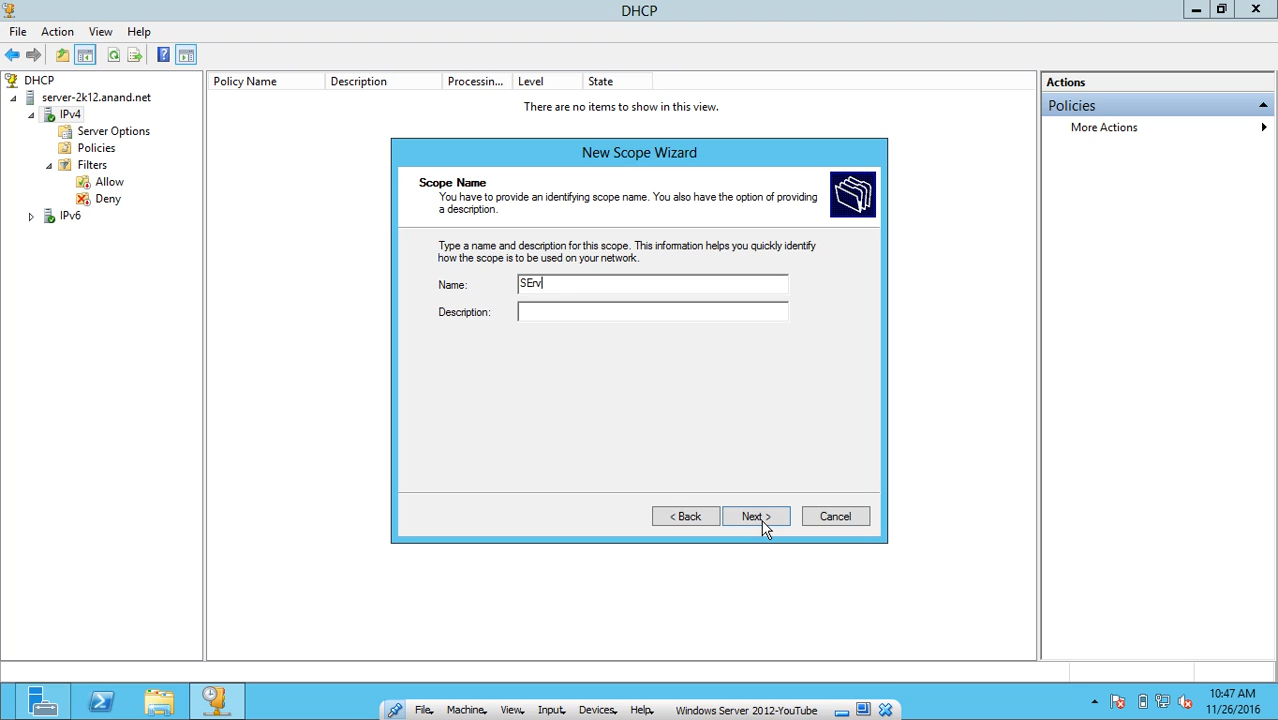 DHCP
File Action View Help
DHCP
server-2k12.anand.net
IPv4
Server Options
Policies
Filters
Allow
Deny
IPv6
Policy Name Description Processin... Level State
There are no items to show in this view.
New Scope Wizard
Scope Name
You have to provide an identifying scope name. You also have the option of providing
a description.
Type a name and description for this scope. This information helps you quickly identify
how the scope is to be used on your network.
Name: SErv
Description:
< Back Next > Cancel
Actions
Policies
More Actions
File Machine View Input Devices Help Windows Server 2012-YouTube
10:47 AM
11/26/2016